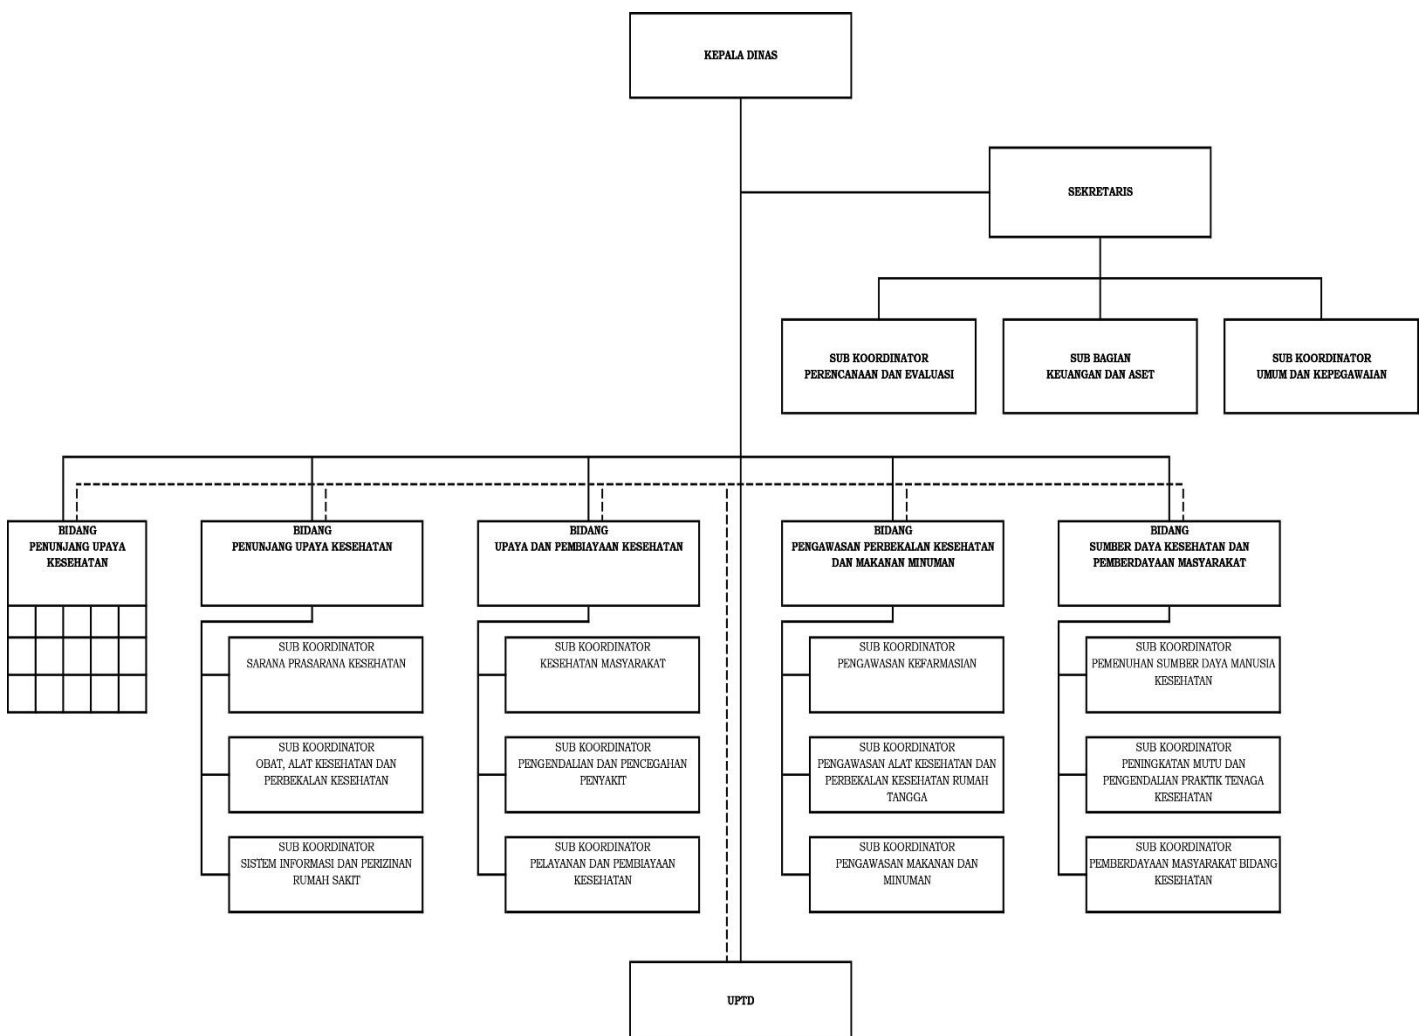 KEPALA DINAS
SEKRETARIS
SUB KOORDINATOR
PERENCANAAN DAN EVALUASI
SUB BAGIAN
KEUANGAN DAN ASET
SUB KOORDINATOR
UMUM DAN KEPEGAWAIAN
BIDANG
PENUNJANG UPAYA
KESEHATAN
BIDANG
PENUNJANG UPAYA KESEHATAN
BIDANG
UPAYA DAN PEMBIAYAAN KESEHATAN
BIDANG
PENGAWASAN PERBEKALAN KESEHATAN
DAN MAKANAN MINUMAN
BIDANG
SUMBER DAYA KESEHATAN DAN
PEMBERDAYAAN MASYARAKAT
SUB KOORDINATOR
SARANA PRASARANA KESEHATAN
SUB KOORDINATOR
KESEHATAN MASYARAKAT
SUB KOORDINATOR
PENGAWASAN KEFARMASIAN
SUB KOORDINATOR
PEMENUHAN SUMBER DAYA MANUSIA
KESEHATAN
SUB KOORDINATOR
OBAT, ALAT KESEHATAN DAN
PERBEKALAN KESEHATAN
SUB KOORDINATOR
PENGENDALIAN DAN PENCEGAHAN
PENYAKIT
SUB KOORDINATOR
PENGAWASAN ALAT KESEHATAN DAN
PERBEKALAN KESEHATAN RUMAH
TANGGA
SUB KOORDINATOR
PENINGKATAN MUTU DAN
PENGENDALIAN PRAKTIK TENAGA
KESEHATAN
SUB KOORDINATOR
SISTEM INFORMASI DAN PERIZINAN
RUMAH SAKIT
SUB KOORDINATOR
PELAYANAN DAN PEMBIAYAAN
KESEHATAN
SUB KOORDINATOR
PENGAWASAN MAKANAN DAN
MINUMAN
SUB KOORDINATOR
PEMBERDAYAAN MASYARAKAT BIDANG
KESEHATAN
UPTD